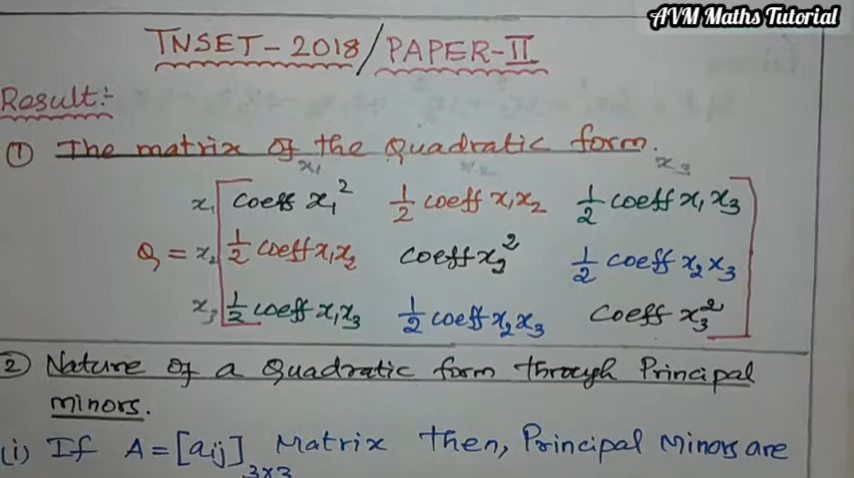 AVM Maths Tutorial
TNSET-2018/PAPER-II
Result:-
① The matrix of the Quadratic form.
x₁ x₂ x₃
x₁ coeff x₁² 1/2 coeff x₁x₂ 1/2 coeff x₁x₃
Q = x₂ 1/2 coeff x₁x₂ coeff x₂² 1/2 coeff x₂x₃
x₃ 1/2 coeff x₁x₃ 1/2 coeff x₂x₃ coeff x₃²
② Nature of a Quadratic form through Principal
minors.
(i) If A = [aij]₃ₓ₃ Matrix then, Principal Minors are